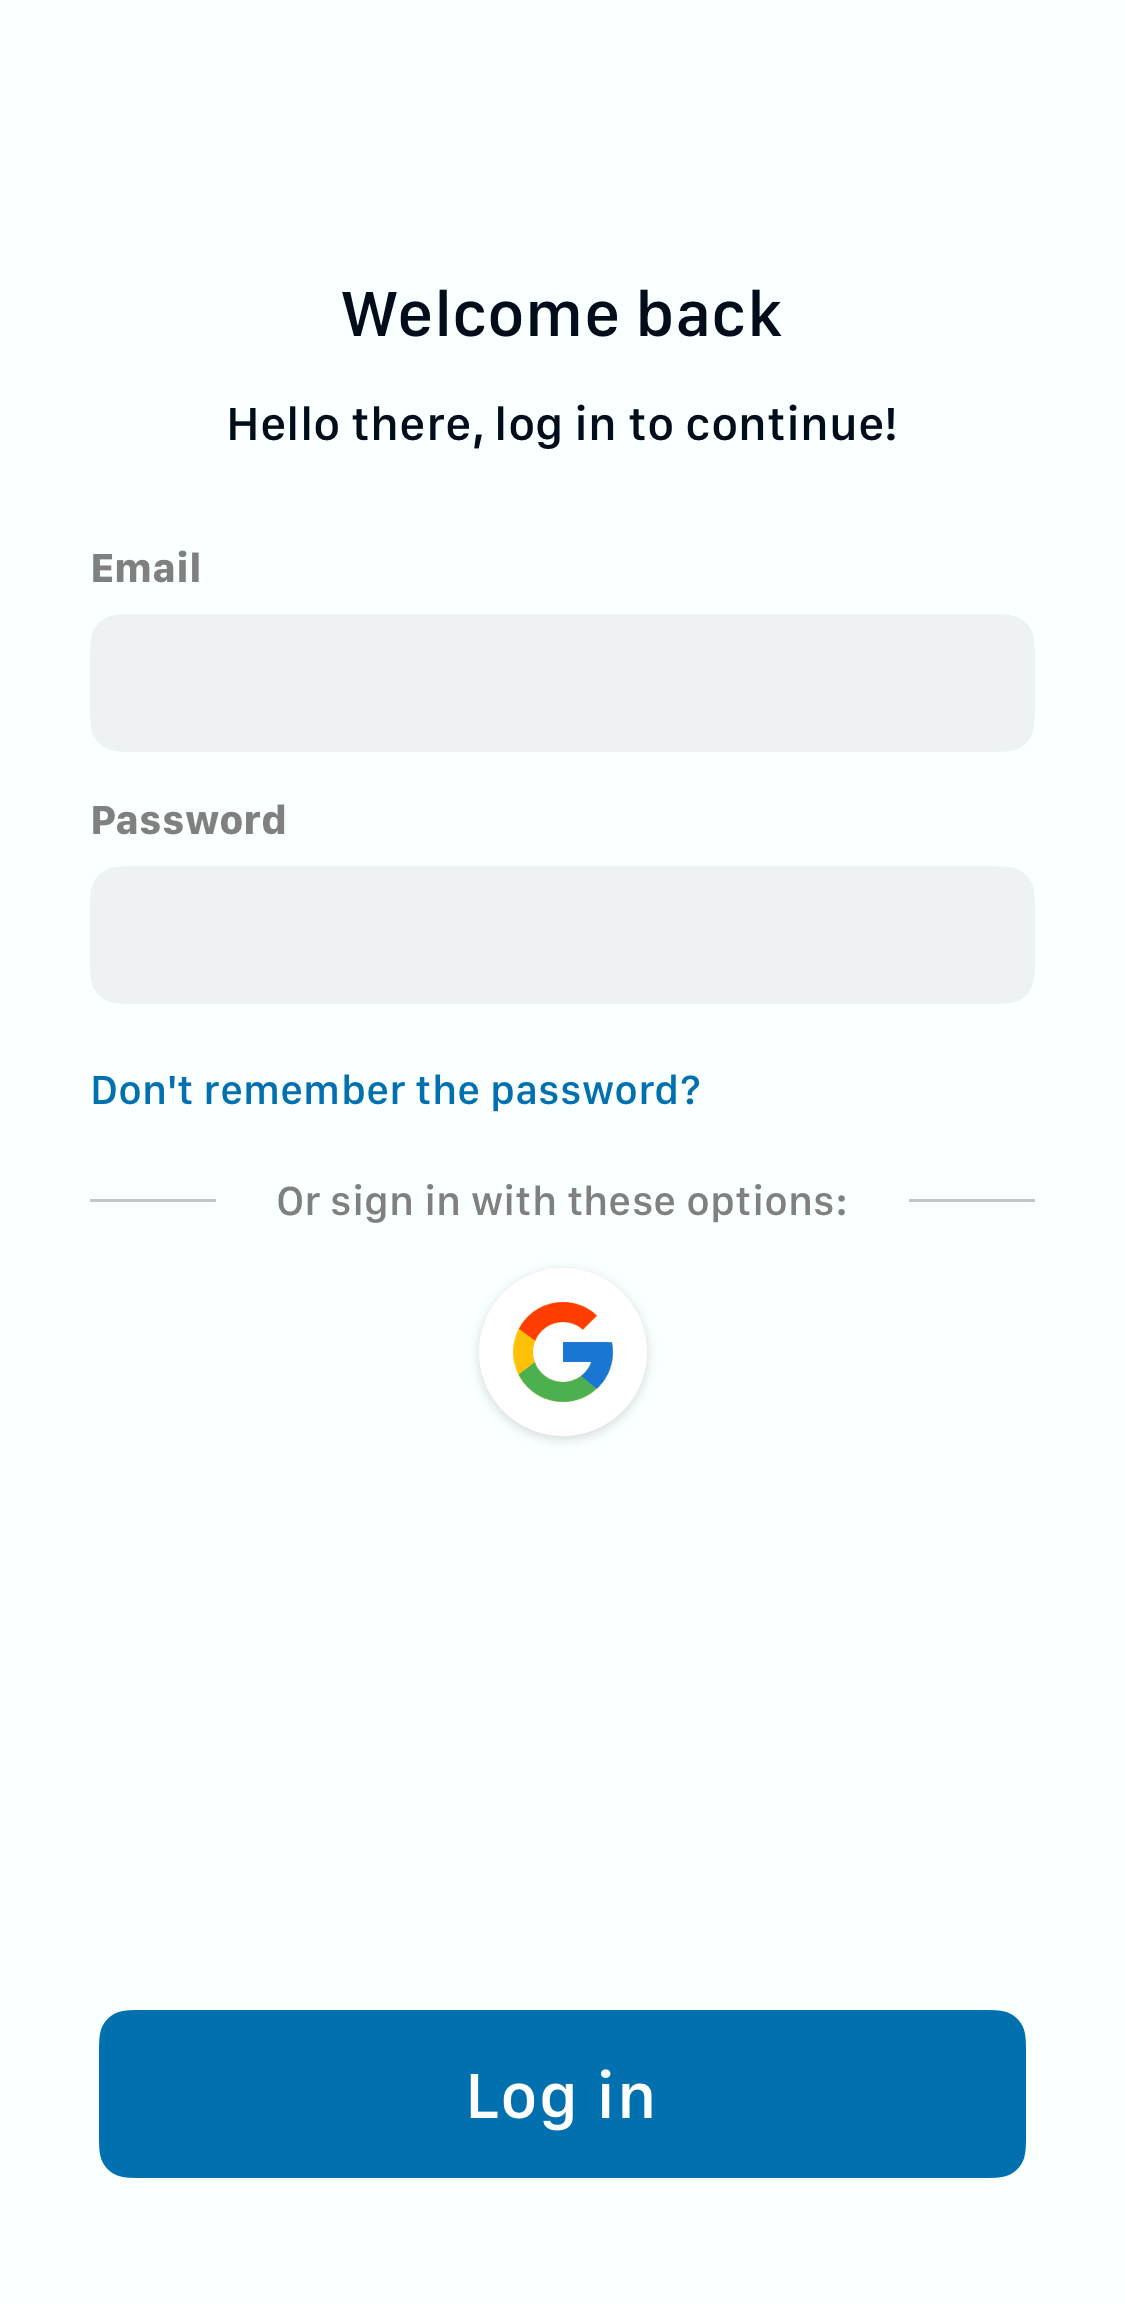 Welcome back
Hello there, log in to continue!
Email
Password
Don't remember the password?
Or sign in with these options:
Log in